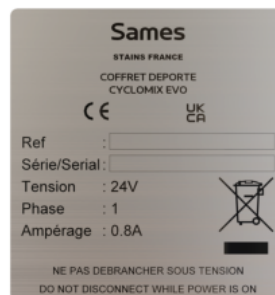 Sames
STAINS FRANCE
COFFRET DEPORTE
CYCLOMIX EVO
CE UK
CA
Ref :
Série/Serial :
Tension : 24V
Phase : 1
Ampérage : 0.8A
NE PAS DEBRANCHER SOUS TENSION
DO NOT DISCONNECT WHILE POWER IS ON